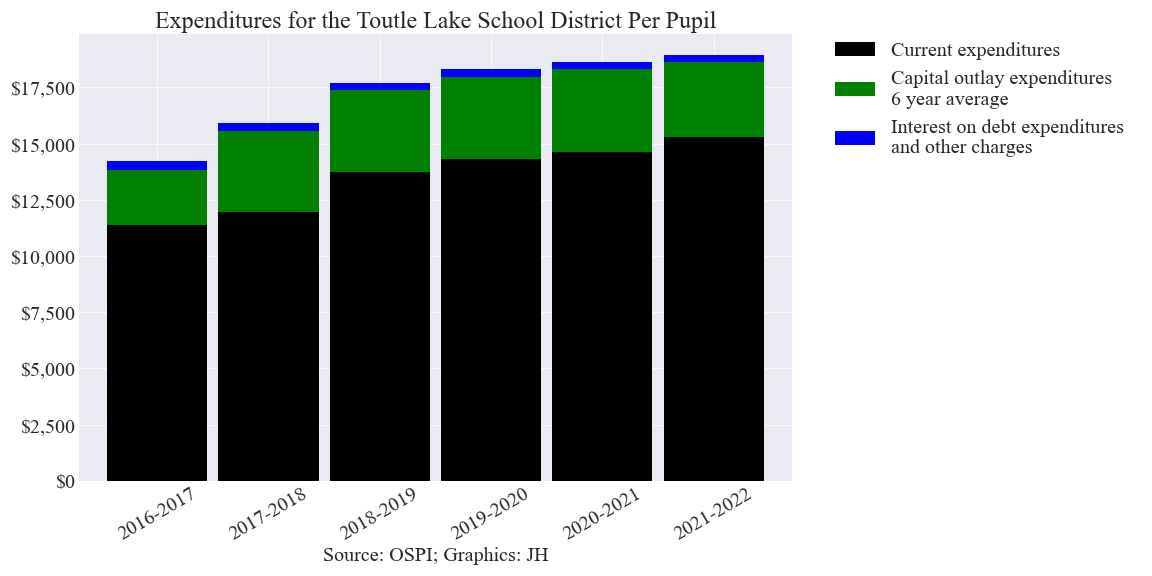 Expenditures for the Toutle Lake School District Per Pupil
$17,500
$15,000
$12,500
$10,000
$7,500
$5,000
$2,500
$0
2016-2017
2017-2018
2018-2019
2019-2020
2020-2021
2021-2022
Source: OSPI; Graphics: JH
Current expenditures
Capital outlay expenditures
6 year average
Interest on debt expenditures
and other charges